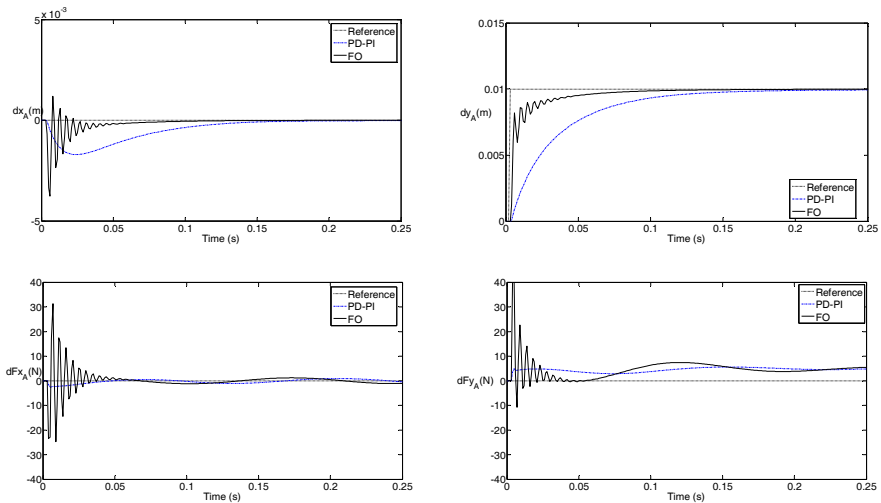 x 10⁻³
5
0
-5
dx_A(m)
0 0.05 0.1 0.15 0.2 0.25
Time (s)
Reference
PD-PI
FO
0.015
0.01
0.005
0
dy_A(m)
0 0.05 0.1 0.15 0.2 0.25
Time (s)
Reference
PD-PI
FO
40
30
20
10
0
-10
-20
-30
-40
dFx_A(N)
0 0.05 0.1 0.15 0.2 0.25
Time (s)
Reference
PD-PI
FO
40
30
20
10
0
-10
-20
-30
-40
dFy_A(N)
0 0.05 0.1 0.15 0.2 0.25
Time (s)
Reference
PD-PI
FO